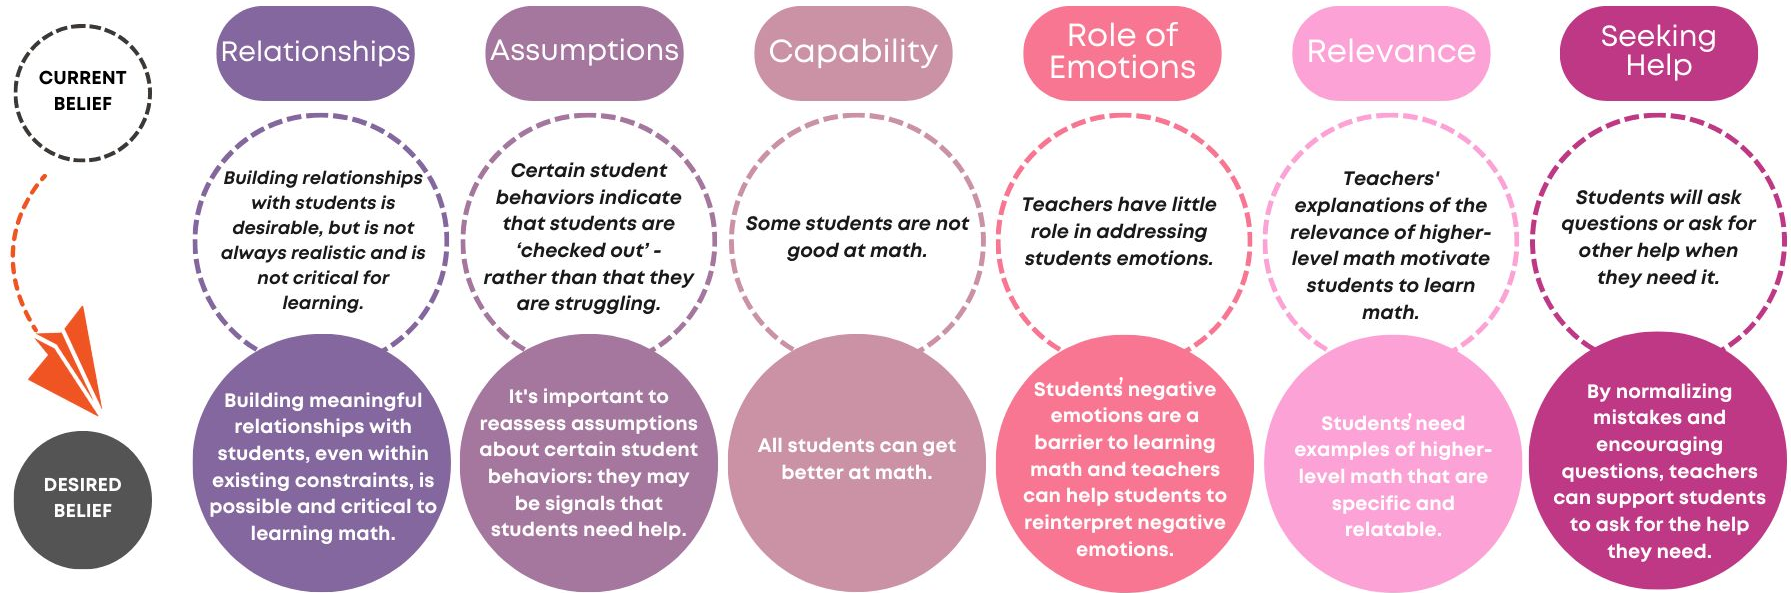 CURRENT
BELIEF
DESIRED
BELIEF
Relationships
Building relationships
with students is
desirable, but is not
always realistic and is
not critical for
learning.
Building meaningful
relationships with
students, even within
existing constraints, is
possible and critical to
learning math.
Assumptions
Certain student
behaviors indicate
that students are
‘checked out’ -
rather than that they
are struggling.
It's important to
reassess assumptions
about certain student
behaviors: they may
be signals that
students need help.
Capability
Some students are not
good at math.
All students can get
better at math.
Role of
Emotions
Teachers have little
role in addressing
students emotions.
Students’ negative
emotions are a
barrier to learning
math and teachers
can help students to
reinterpret negative
emotions.
Relevance
Teachers'
explanations of the
relevance of higher-
level math motivate
students to learn
math.
Students’ need
examples of higher-
level math that are
specific and
relatable.
Seeking
Help
Students will ask
questions or ask for
other help when
they need it.
By normalizing
mistakes and
encouraging
questions, teachers
can support students
to ask for the help
they need.